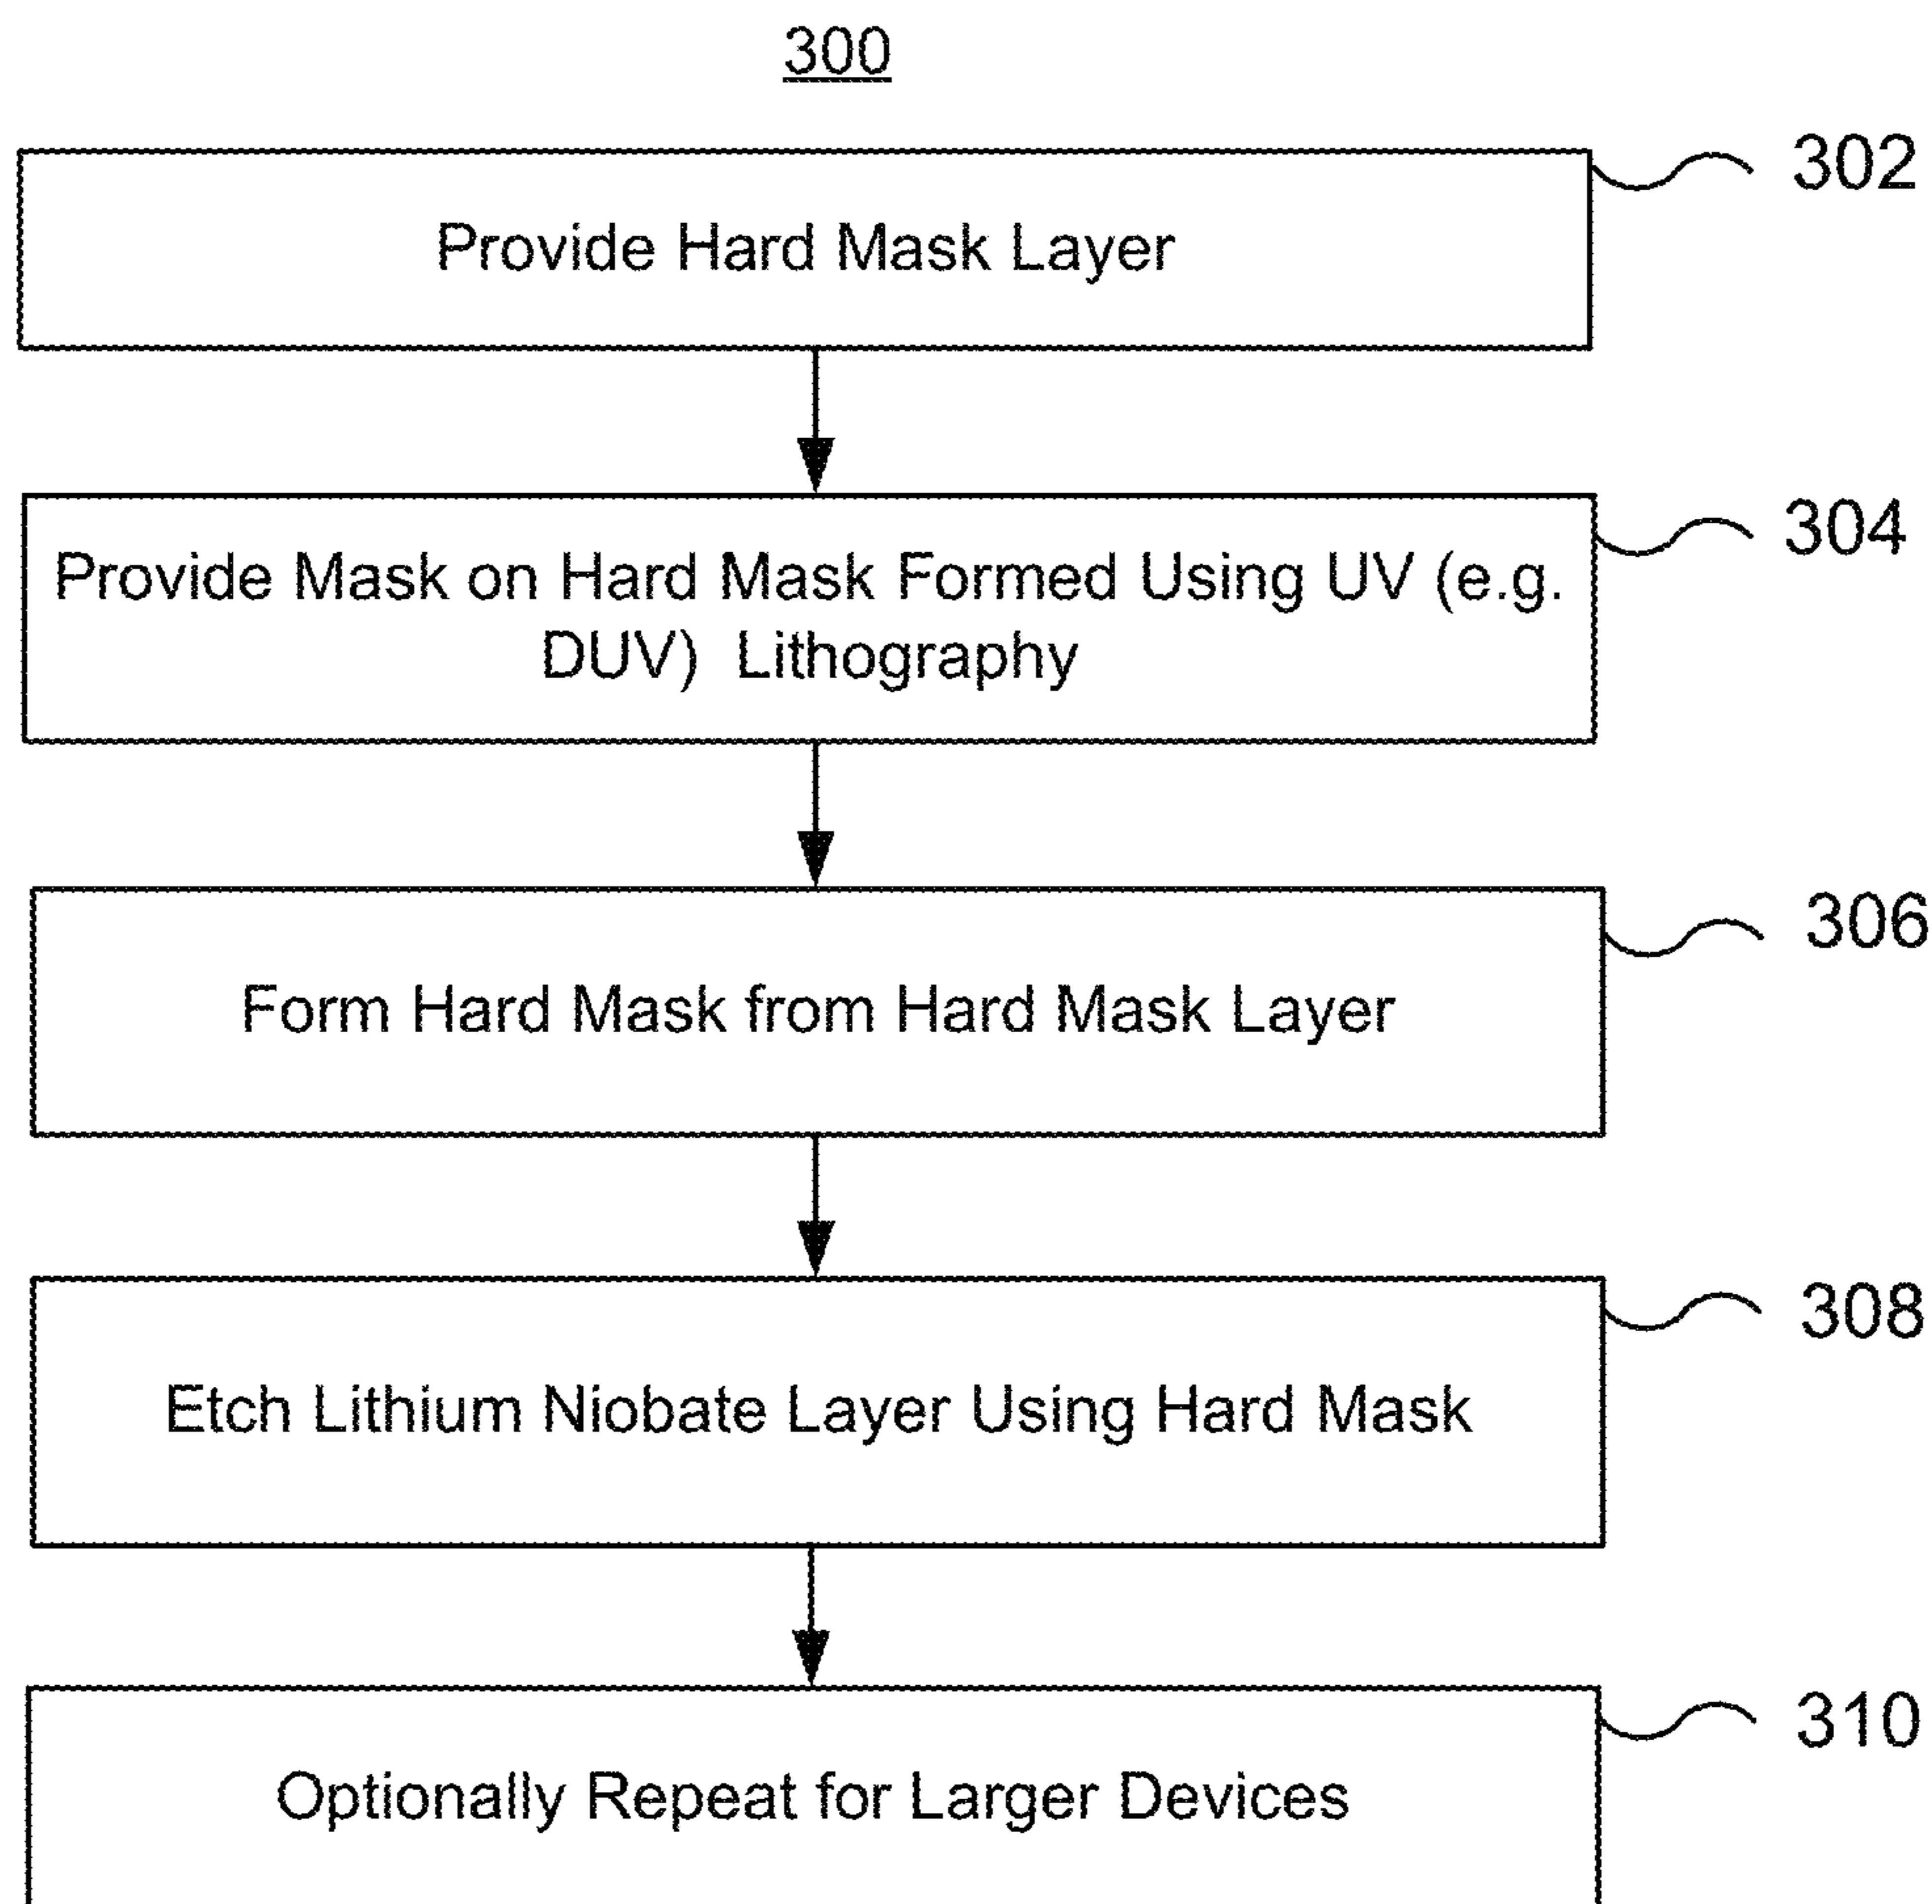 300
302
Provide Hard Mask Layer
304
Provide Mask on Hard Mask Formed Using UV (e.g.
DUV) Lithography
306
Form Hard Mask from Hard Mask Layer
308
Etch Lithium Niobate Layer Using Hard Mask
310
Optionally Repeat for Larger Devices